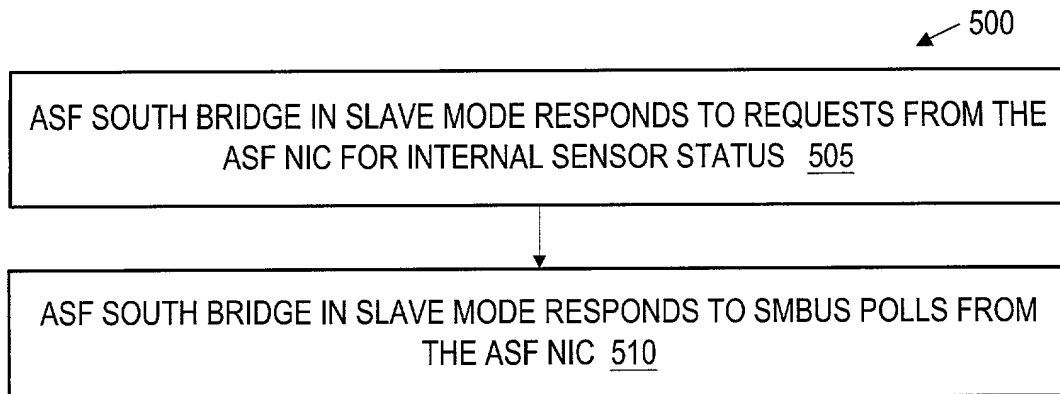 500
ASF SOUTH BRIDGE IN SLAVE MODE RESPONDS TO REQUESTS FROM THE
ASF NIC FOR INTERNAL SENSOR STATUS 505
ASF SOUTH BRIDGE IN SLAVE MODE RESPONDS TO SMBUS POLLS FROM
THE ASF NIC 510